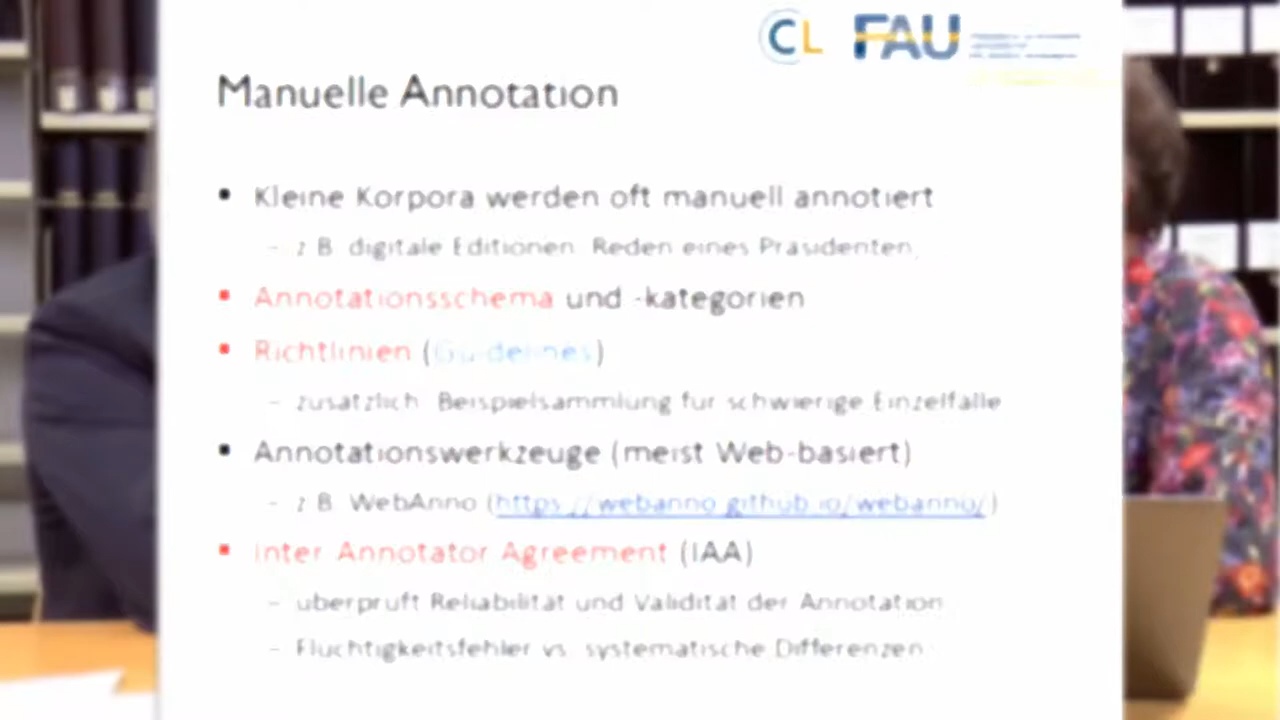 CL FAU
Manuelle Annotation
• Kleine Korpora werden oft manuell annotiert
– z.B. digitale Editionen, Reden eines Präsidenten,
• Annotationsschema und -kategorien
• Richtlinien (Guidelines)
– zusätzlich: Beispielsammlung für schwierige Einzelfälle
• Annotationswerkzeuge (meist Web-basiert)
– z.B. WebAnno (https://webanno.github.io/webanno/)
• Inter Annotator Agreement (IAA)
– überprüft Reliabilität und Validität der Annotation
– Flüchtigkeitsfehler vs. systematische Differenzen